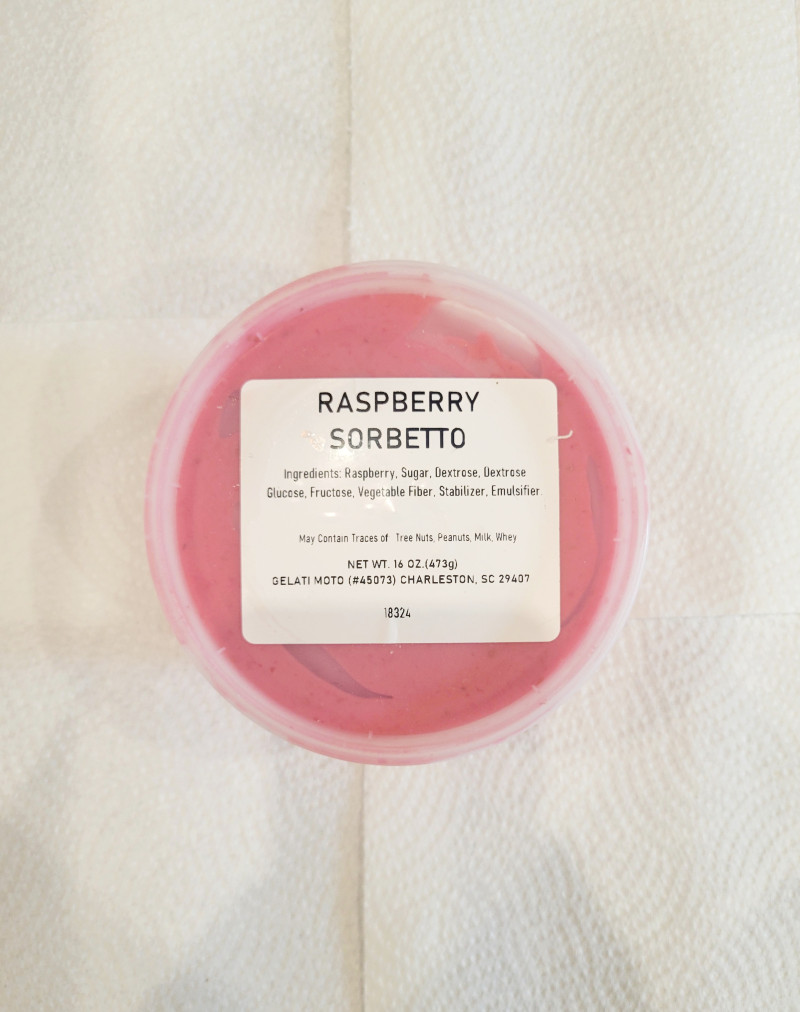 RASPBERRY
SORBETTO
Ingredients: Raspberry, Sugar, Dextrose, Dextrose
Glucose, Fructose, Vegetable Fiber, Stabilizer, Emulsifier.
May Contain Traces of Tree Nuts, Peanuts, Milk, Whey
NET WT. 16 OZ.(473g)
GELATI MOTO (#45073) CHARLESTON, SC 29407
18324